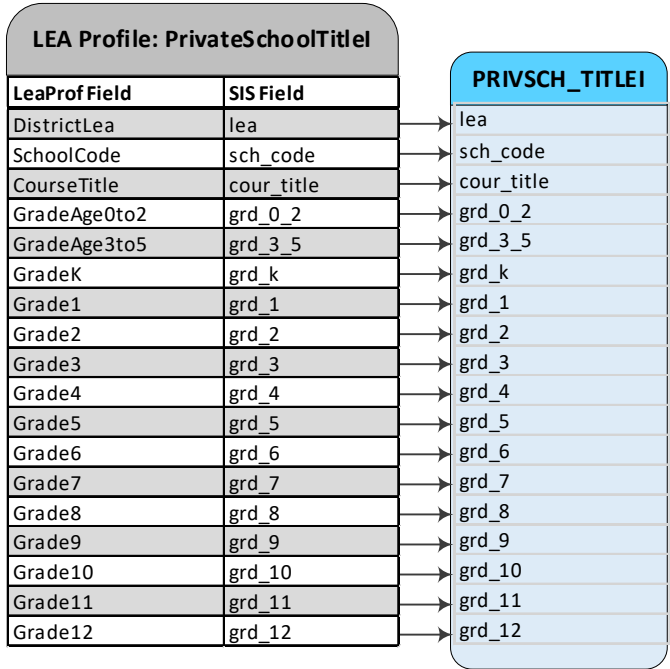 LEA Profile: PrivateSchoolTitleI
LeaProf Field SIS Field
DistrictLea lea
SchoolCode sch_code
CourseTitle cour_title
GradeAge0to2 grd_0_2
GradeAge3to5 grd_3_5
GradeK grd_k
Grade1 grd_1
Grade2 grd_2
Grade3 grd_3
Grade4 grd_4
Grade5 grd_5
Grade6 grd_6
Grade7 grd_7
Grade8 grd_8
Grade9 grd_9
Grade10 grd_10
Grade11 grd_11
Grade12 grd_12
PRIVSCH_TITLEI
lea
sch_code
cour_title
grd_0_2
grd_3_5
grd_k
grd_1
grd_2
grd_3
grd_4
grd_5
grd_6
grd_7
grd_8
grd_9
grd_10
grd_11
grd_12